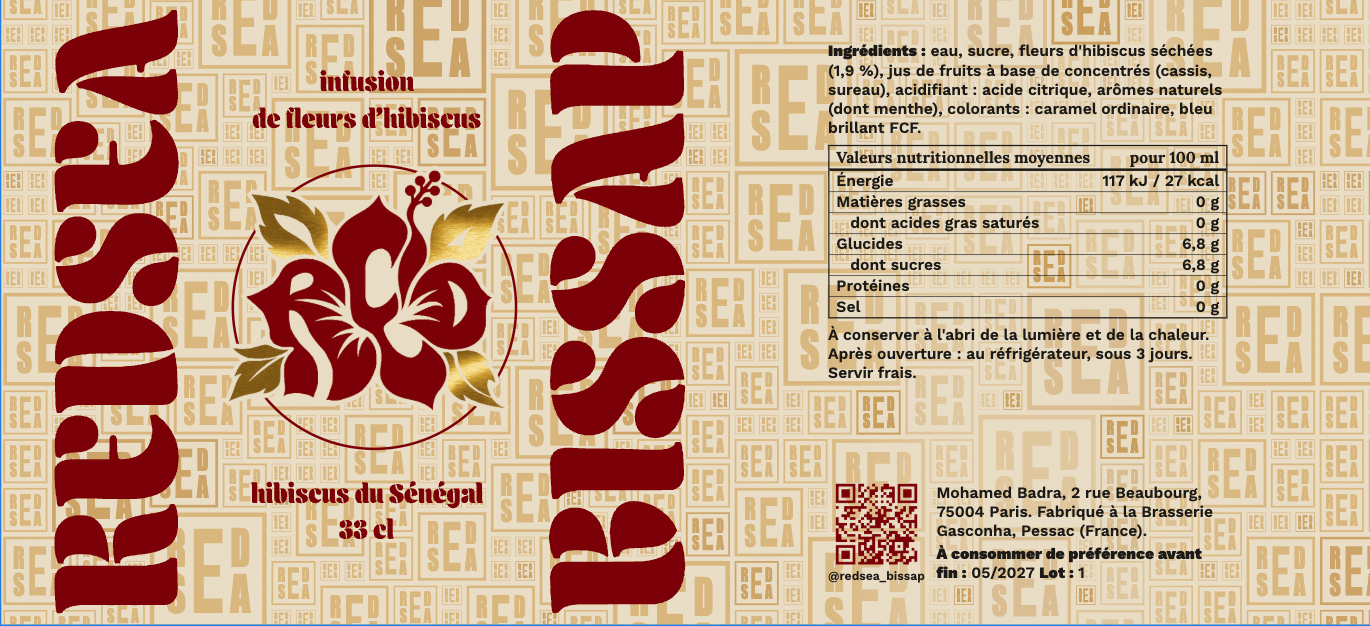 RED SEA
infusion
de fleurs d'hibiscus
RED
hibiscus du Sénégal
33 cl
BISSAP
Ingrédients : eau, sucre, fleurs d'hibiscus séchées
(1,9 %), jus de fruits à base de concentrés (cassis,
sureau), acidifiant : acide citrique, arômes naturels
(dont menthe), colorants : caramel ordinaire, bleu
brillant FCF.
Valeurs nutritionnelles moyennes pour 100 ml
Énergie 117 kJ / 27 kcal
Matières grasses 0 g
dont acides gras saturés 0 g
Glucides 6,8 g
dont sucres 6,8 g
Protéines 0 g
Sel 0 g
À conserver à l'abri de la lumière et de la chaleur.
Après ouverture : au réfrigérateur, sous 3 jours.
Servir frais.
@redsea_bissap
Mohamed Badra, 2 rue Beaubourg,
75004 Paris. Fabriqué à la Brasserie
Gasconha, Pessac (France).
À consommer de préférence avant
fin : 05/2027 Lot : 1